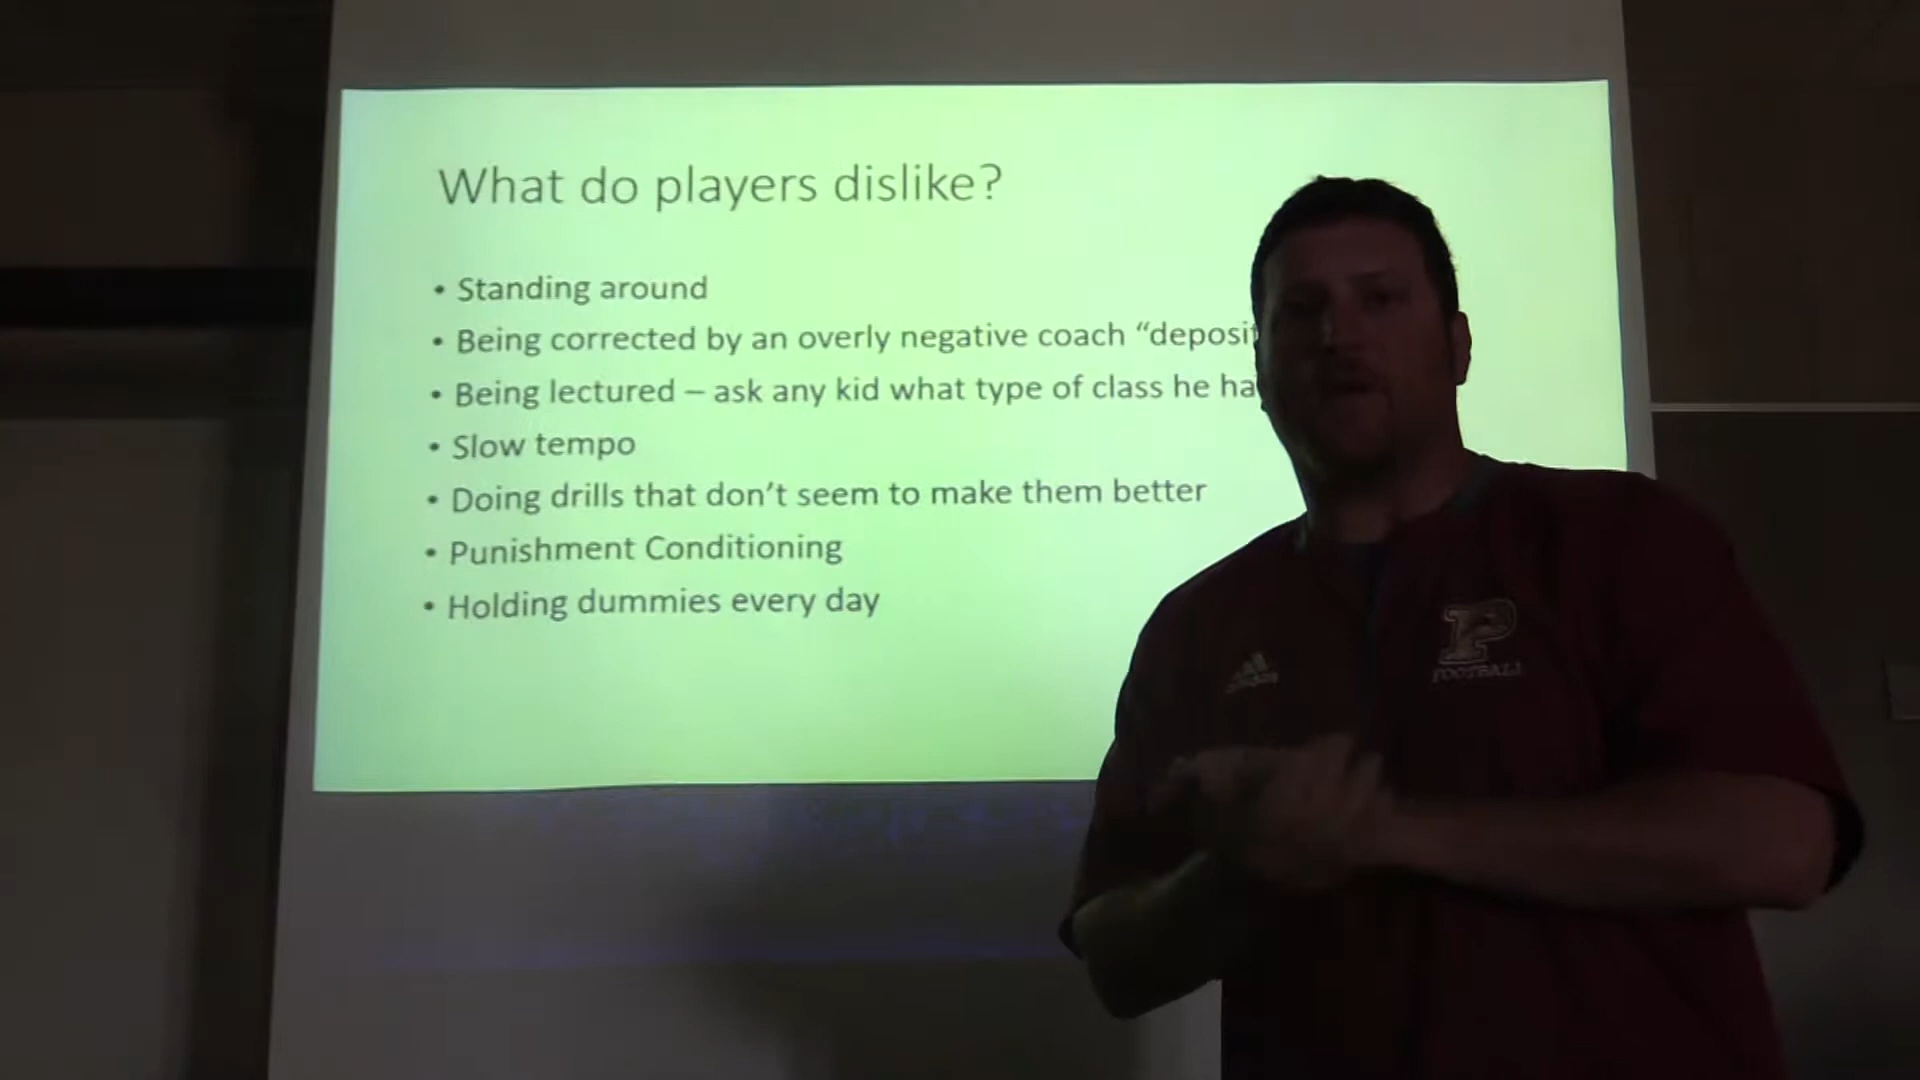 What do players dislike?
• Standing around
• Being corrected by an overly negative coach “deposit
• Being lectured – ask any kid what type of class he ha
• Slow tempo
• Doing drills that don’t seem to make them better
• Punishment Conditioning
• Holding dummies every day
P
FOOTBALL
adidas